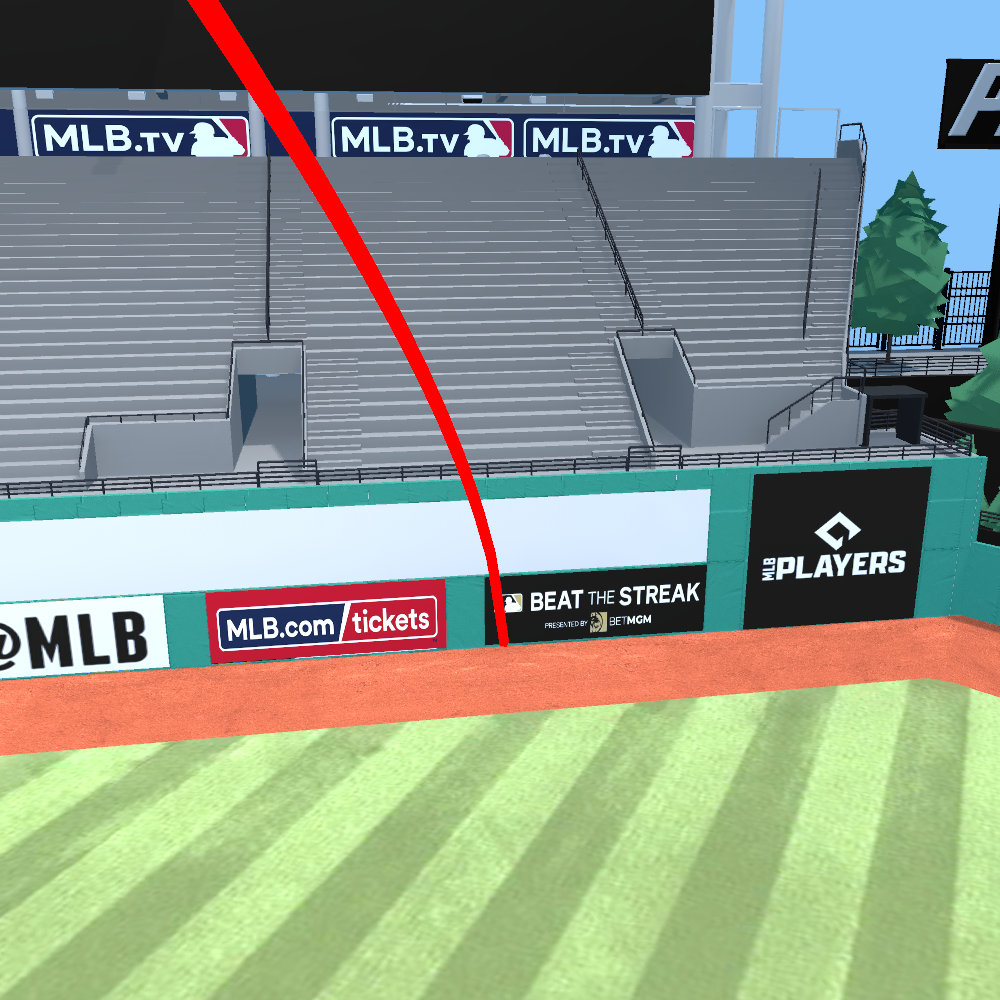 MLB.TV
MLB.TV
MLB.TV
MLB PLAYERS
BEAT THE STREAK
PRESENTED BY BETMGM
MLB.com/tickets
@MLB